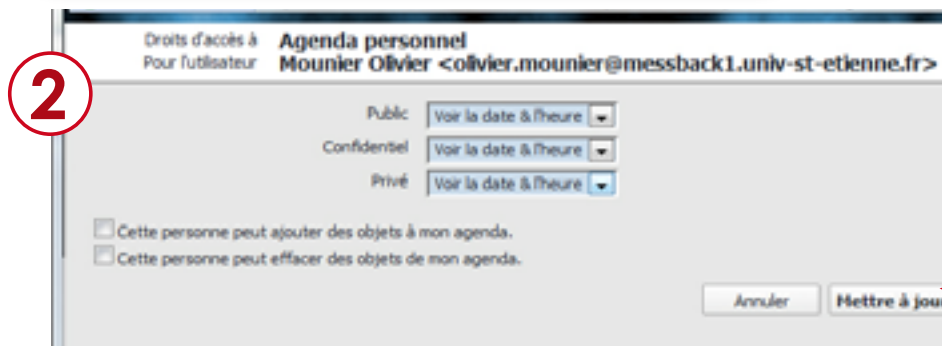 Droits d'accès à Agenda personnel
Pour l'utilisateur Mounier Olivier <olivier.mounier@messback1.univ-st-etienne.fr>
2
Public Voir la date & l'heure
Confidentiel Voir la date & l'heure
Privé Voir la date & l'heure
Cette personne peut ajouter des objets à mon agenda.
Cette personne peut effacer des objets de mon agenda.
Annuler Mettre à jou